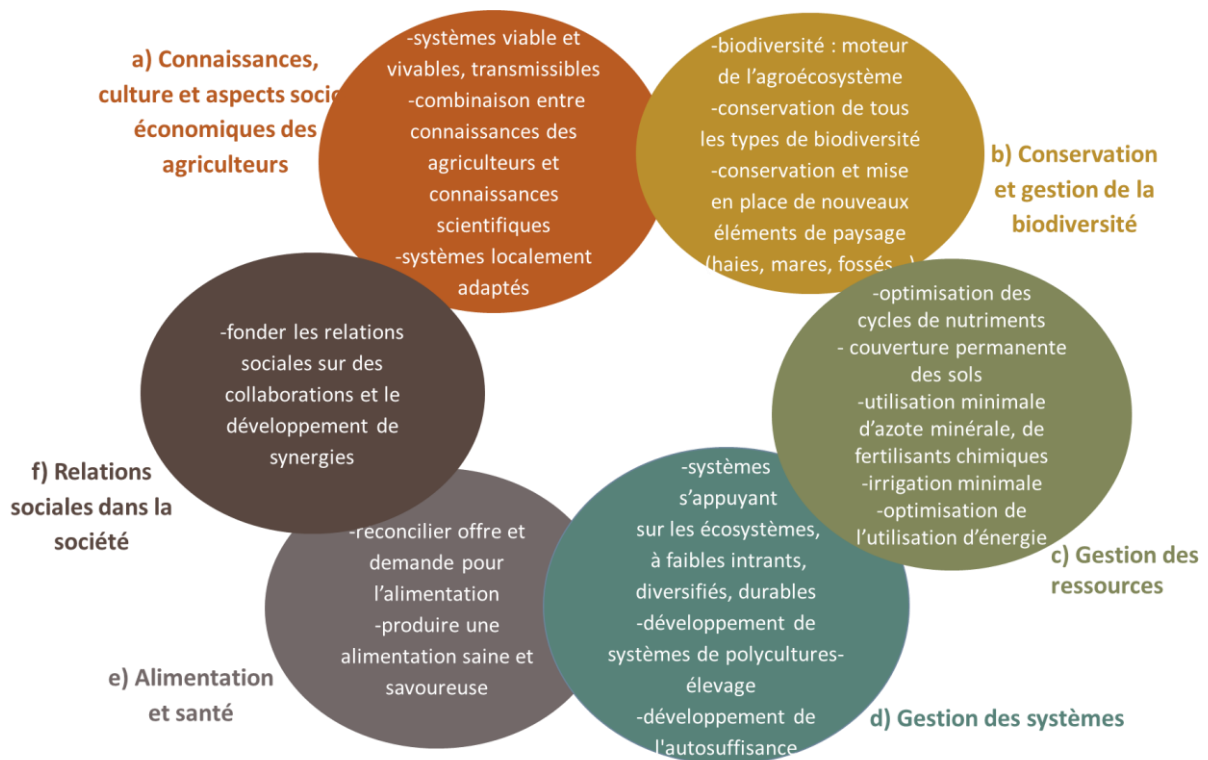 a) Connaissances,
culture et aspects socio
économiques des
agriculteurs
-systèmes viable et
vivables, transmissibles
-combinaison entre
connaissances des
agriculteurs et
connaissances
scientifiques
-systèmes localement
adaptés
-biodiversité : moteur
de l’agroécosystème
-conservation de tous
les types de biodiversité
-conservation et mise
en place de nouveaux
éléments de paysage
(haies, mares, fossés...)
b) Conservation
et gestion de la
biodiversité
-optimisation des
cycles de nutriments
- couverture permanente
des sols
-utilisation minimale
d’azote minérale, de
fertilisants chimiques
-irrigation minimale
-optimisation de
l’utilisation d’énergie
c) Gestion des
ressources
-systèmes
s’appuyant
sur les écosystèmes,
à faibles intrants,
diversifiés, durables
-développement de
systèmes de polycultures-
élevage
-développement de
l'autosuffisance
d) Gestion des systèmes
-réconcilier offre et
demande pour
l’alimentation
-produire une
alimentation saine et
savoureuse
e) Alimentation
et santé
-fonder les relations
sociales sur des
collaborations et le
développement de
synergies
f) Relations
sociales dans la
société